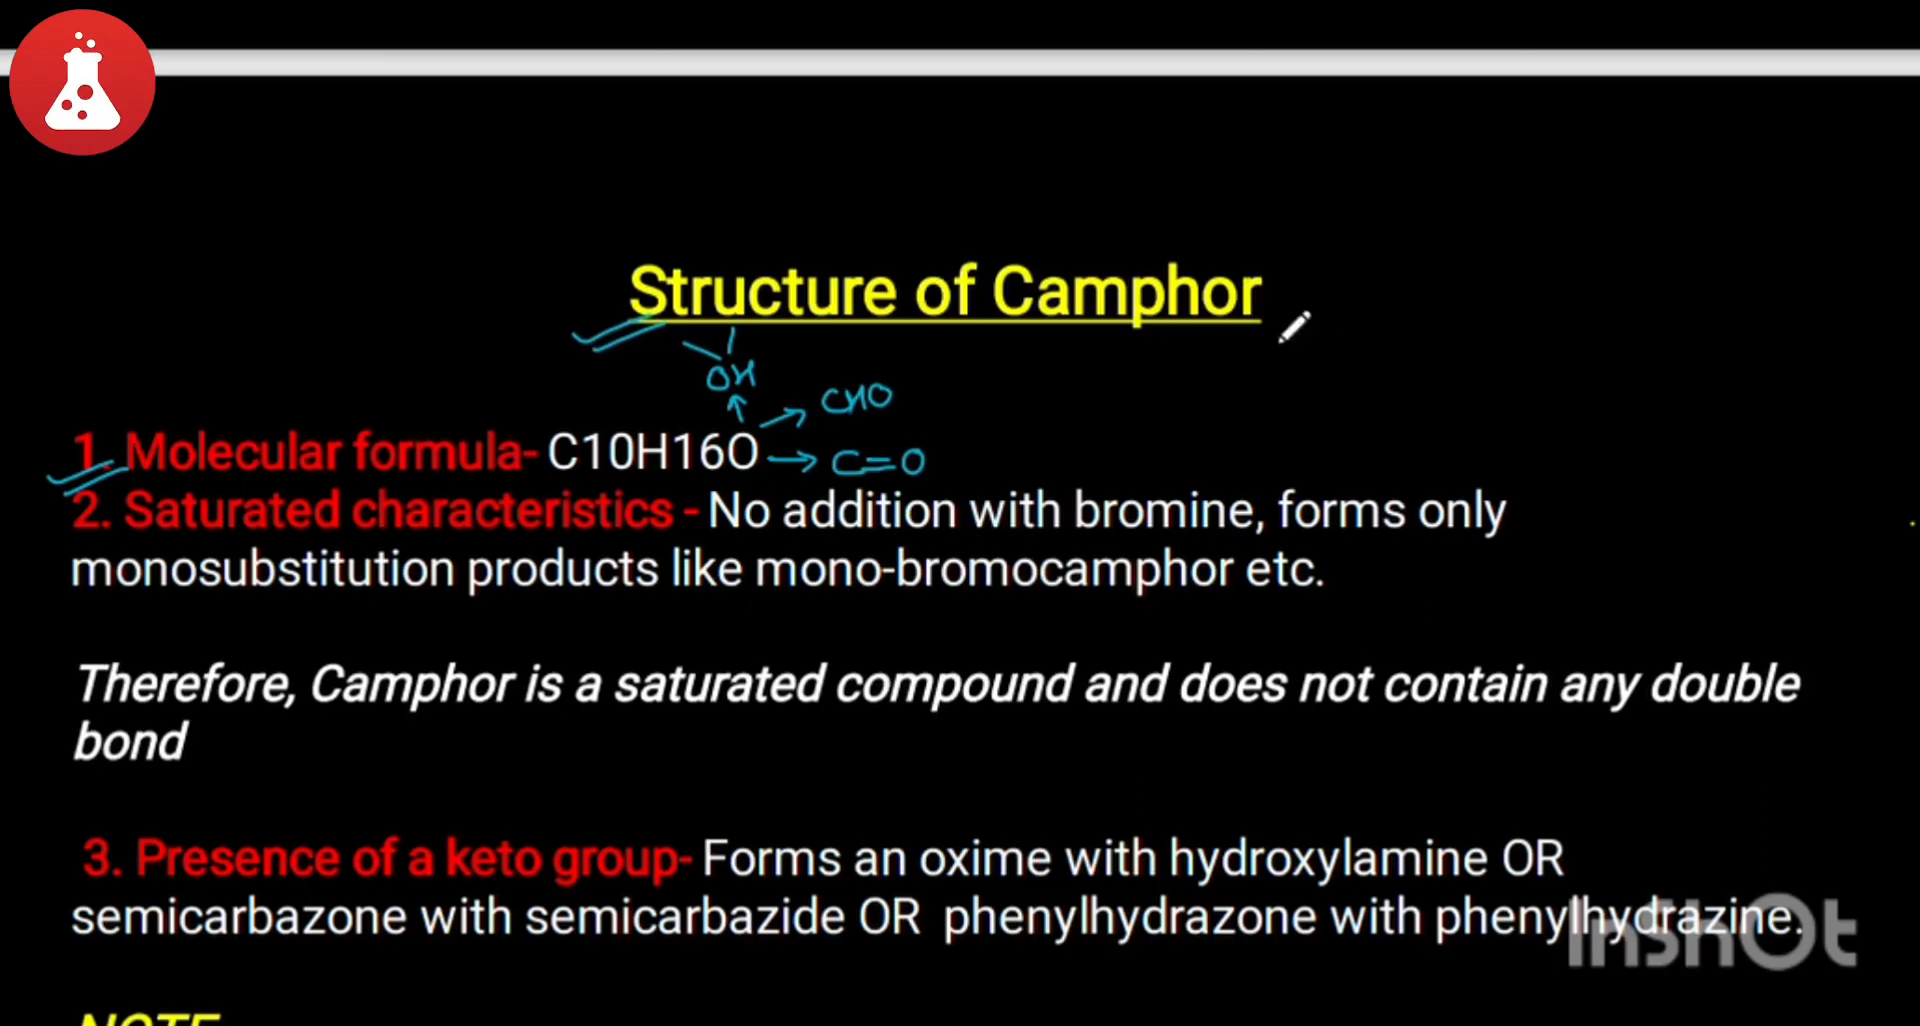 Structure of Camphor
OH
CHO
1. Molecular formula- C10H16O → C=O
2. Saturated characteristics - No addition with bromine, forms only
monosubstitution products like mono-bromocamphor etc.
Therefore, Camphor is a saturated compound and does not contain any double
bond
3. Presence of a keto group- Forms an oxime with hydroxylamine OR
semicarbazone with semicarbazide OR phenylhydrazone with phenylhydrazine.
InShOt
NOTE